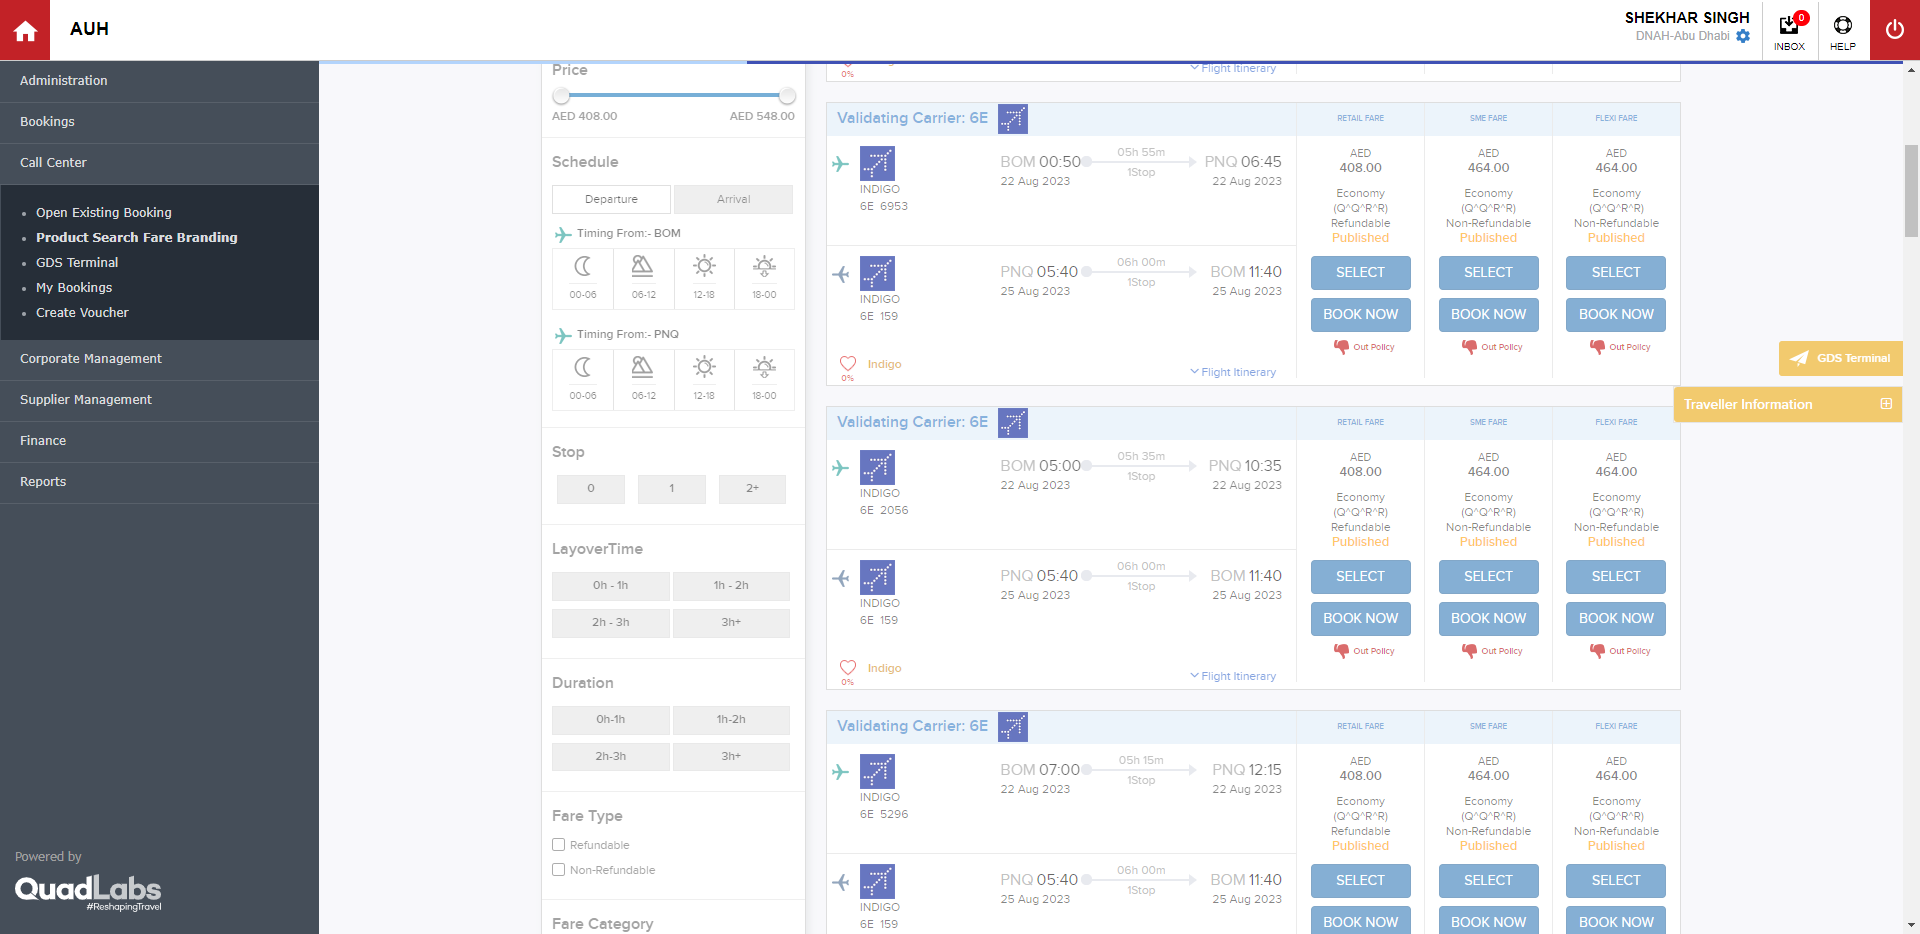 AUH
SHEKHAR SINGH
DNAH-Abu Dhabi
0
INBOX
HELP
Administration
Bookings
Call Center
Open Existing Booking
Product Search Fare Branding
GDS Terminal
My Bookings
Create Voucher
Corporate Management
Supplier Management
Finance
Reports
Powered by
QuadLabs
#ReshapingTravel
Price
AED 408.00 AED 548.00
Schedule
Departure Arrival
Timing From:- BOM
00-06 06-12 12-18 18-00
Timing From:- PNQ
00-06 06-12 12-18 18-00
Stop
0 1 2+
LayoverTime
0h - 1h 1h - 2h
2h - 3h 3h+
Duration
0h-1h 1h-2h
2h-3h 3h+
Fare Type
Refundable
Non-Refundable
Fare Category
0% Indigo Flight Itinerary
Validating Carrier: 6E RETAIL FARE SME FARE FLEXI FARE
BOM 00:50 05h 55m PNQ 06:45
22 Aug 2023 1Stop 22 Aug 2023
INDIGO
6E 6953
PNQ 05:40 06h 00m BOM 11:40
25 Aug 2023 1Stop 25 Aug 2023
INDIGO
6E 159
0% Indigo Flight Itinerary
AED AED AED
408.00 464.00 464.00
Economy Economy Economy
(Q^Q^R^R) (Q^Q^R^R) (Q^Q^R^R)
Refundable Non-Refundable Non-Refundable
Published Published Published
SELECT SELECT SELECT
BOOK NOW BOOK NOW BOOK NOW
Out Policy Out Policy Out Policy
Validating Carrier: 6E RETAIL FARE SME FARE FLEXI FARE
BOM 05:00 05h 35m PNQ 10:35
22 Aug 2023 1Stop 22 Aug 2023
INDIGO
6E 2056
PNQ 05:40 06h 00m BOM 11:40
25 Aug 2023 1Stop 25 Aug 2023
INDIGO
6E 159
0% Indigo Flight Itinerary
AED AED AED
408.00 464.00 464.00
Economy Economy Economy
(Q^Q^R^R) (Q^Q^R^R) (Q^Q^R^R)
Refundable Non-Refundable Non-Refundable
Published Published Published
SELECT SELECT SELECT
BOOK NOW BOOK NOW BOOK NOW
Out Policy Out Policy Out Policy
Validating Carrier: 6E RETAIL FARE SME FARE FLEXI FARE
BOM 07:00 05h 15m PNQ 12:15
22 Aug 2023 1Stop 22 Aug 2023
INDIGO
6E 5296
PNQ 05:40 06h 00m BOM 11:40
25 Aug 2023 1Stop 25 Aug 2023
INDIGO
6E 159
AED AED AED
408.00 464.00 464.00
Economy Economy Economy
(Q^Q^R^R) (Q^Q^R^R) (Q^Q^R^R)
Refundable Non-Refundable Non-Refundable
Published Published Published
SELECT SELECT SELECT
BOOK NOW BOOK NOW BOOK NOW
GDS Terminal
Traveller Information